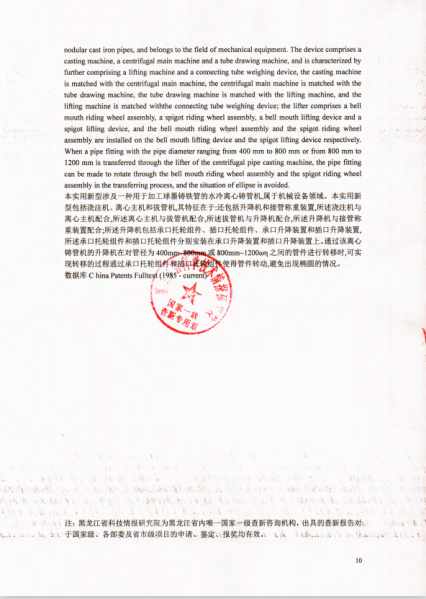 nodular cast iron pipes, and belongs to the field of mechanical equipment. The device comprises a
casting machine, a centrifugal main machine and a tube drawing machine, and is characterized by
further comprising a lifting machine and a connecting tube weighing device, the casting machine
is matched with the centrifugal main machine, the centrifugal main machine is matched with the
tube drawing machine, the tube drawing machine is matched with the lifting machine, and the
lifting machine is matched withthe connecting tube weighing device; the lifter comprises a bell
mouth riding wheel assembly, a spigot riding wheel assembly, a bell mouth lifting device and a
spigot lifting device, and the bell mouth riding wheel assembly and the spigot riding wheel
assembly are installed on the bell mouth lifting device and the spigot lifting device respectively.
When a pipe fitting with the pipe diameter ranging from 400 mm to 800 mm or from 800 mm to
1200 mm is transferred through the lifter of the centrifugal pipe casting machine, the pipe fitting
can be made to rotate through the bell mouth riding wheel assembly and the spigot riding wheel
assembly in the transferring process, and the situation of ellipse is avoided.
本实用新型涉及一种用于加工球墨铸铁管的水冷离心铸管机,属于机械设备领域。本实用新
型包括浇注机、离心主机和拔管机,其特征在于:还包括升降机和接管称重装置,所述浇注机与
离心主机配合,所述离心主机与拔管机配合,所述拔管机与升降机配合,所述升降机与接管称
重装置配合;所述升降机包括承口托轮组件、插口托轮组件、承口升降装置和插口升降装置,
所述承口托轮组件和插口托轮组件分别安装在承口升降装置和插口升降装置上。通过该离心
铸管机的升降机在对管径为 400mm-800mm 或 800mm-1200mm 之间的管件进行转移时,可实
现转移的过程通过承口托轮组件和插口托轮组件使得管件转动,避免出现椭圆的情况。
数据库 C hina Patents Fulltext (1985 - current)
国家一级
查新专用章
注：黑龙江省科技情报研究院为黑龙江省内唯一国家一级查新咨询机构，出具的查新报告对
于国家级、各部委及省市级项目的申请、鉴定、报奖均有效。
10